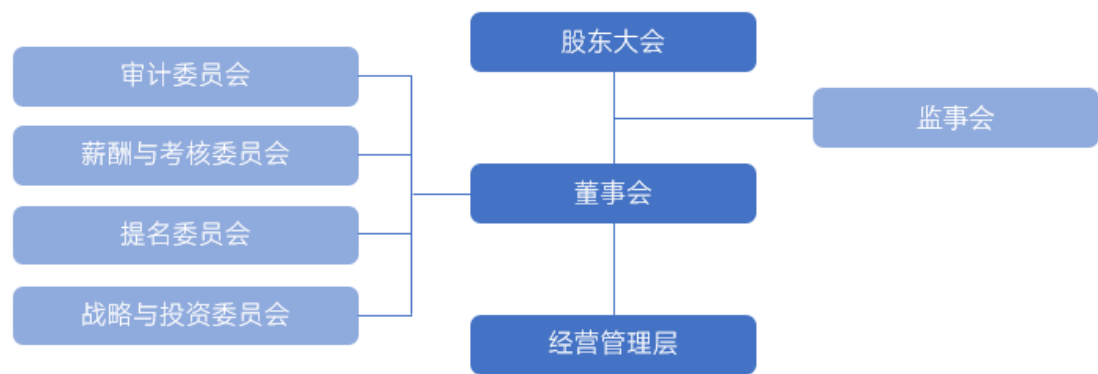 股东大会
审计委员会
监事会
薪酬与考核委员会
董事会
提名委员会
战略与投资委员会
经营管理层